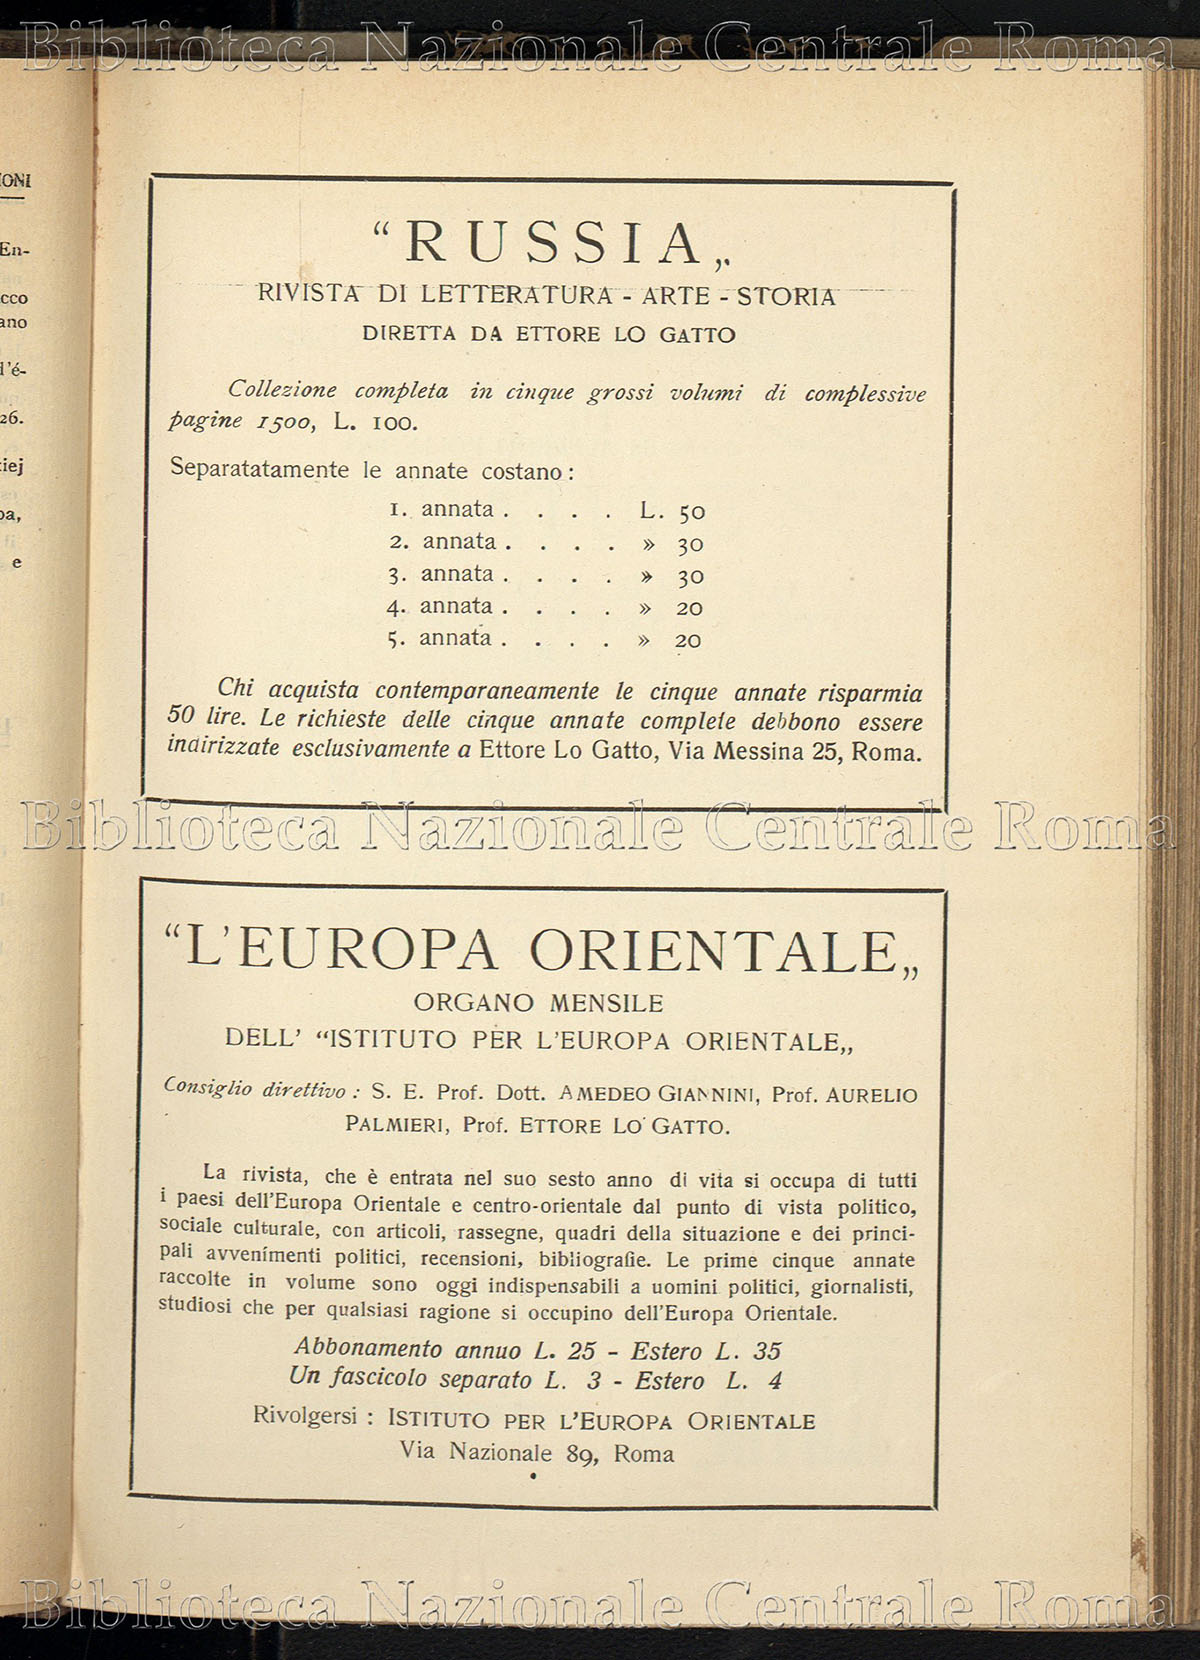 Biblioteca Nazionale Centrale Roma
IONI
En-
cco
ano
d'é-
26.
iej
pa,
e
“RUSSIA„
RIVISTA DI LETTERATURA - ARTE - STORIA
DIRETTA DA ETTORE LO GATTO
Collezione completa in cinque grossi volumi di complessive
pagine 1500, L. 100.
Separatatamente le annate costano :
1. annata . . . . L. 50
2. annata . . . . » 30
3. annata . . . . » 30
4. annata . . . . » 20
5. annata . . . . » 20
Chi acquista contemporaneamente le cinque annate risparmia
50 lire. Le richieste delle cinque annate complete debbono essere
indirizzate esclusivamente a Ettore Lo Gatto, Via Messina 25, Roma.
Biblioteca Nazionale Centrale Roma
“L'EUROPA ORIENTALE„
ORGANO MENSILE
DELL' “ISTITUTO PER L'EUROPA ORIENTALE„
Consiglio direttivo : S. E. Prof. Dott. AMEDEO GIANNINI, Prof. AURELIO
PALMIERI, Prof. ETTORE LO GATTO.
La rivista, che è entrata nel suo sesto anno di vita si occupa di tutti
i paesi dell'Europa Orientale e centro-orientale dal punto di vista politico,
sociale culturale, con articoli, rassegne, quadri della situazione e dei princi-
pali avvenimenti politici, recensioni, bibliografie. Le prime cinque annate
raccolte in volume sono oggi indispensabili a uomini politici, giornalisti,
studiosi che per qualsiasi ragione si occupino dell'Europa Orientale.
Abbonamento annuo L. 25 - Estero L. 35
Un fascicolo separato L. 3 - Estero L. 4
Rivolgersi : ISTITUTO PER L'EUROPA ORIENTALE
Via Nazionale 89, Roma
Biblioteca Nazionale Centrale Roma